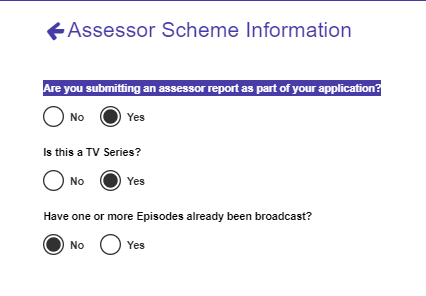 Assessor Scheme Information
Are you submitting an assessor report as part of your application?
No Yes
Is this a TV Series?
No Yes
Have one or more Episodes already been broadcast?
No Yes